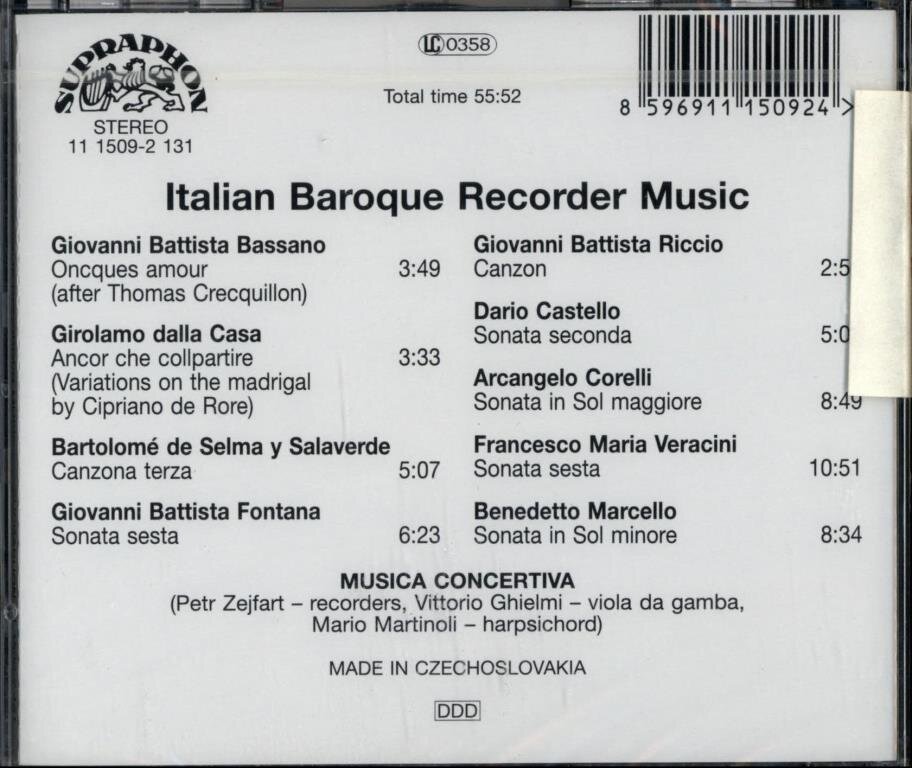 SUPRAPHON
STEREO
11 1509-2 131
LC 0358
Total time 55:52
8 596911 150924 >
Italian Baroque Recorder Music
Giovanni Battista Bassano
Oncques amour 3:49
(after Thomas Crecquillon)
Girolamo dalla Casa
Ancor che collpartire 3:33
(Variations on the madrigal
by Cipriano de Rore)
Bartolomé de Selma y Salaverde
Canzona terza 5:07
Giovanni Battista Fontana
Sonata sesta 6:23
Giovanni Battista Riccio
Canzon
Dario Castello
Sonata seconda
Arcangelo Corelli
Sonata in Sol maggiore 8:49
Francesco Maria Veracini
Sonata sesta 10:51
Benedetto Marcello
Sonata in Sol minore 8:34
MUSICA CONCERTIVA
(Petr Zejfart – recorders, Vittorio Ghielmi – viola da gamba,
Mario Martinoli – harpsichord)
MADE IN CZECHOSLOVAKIA
DDD